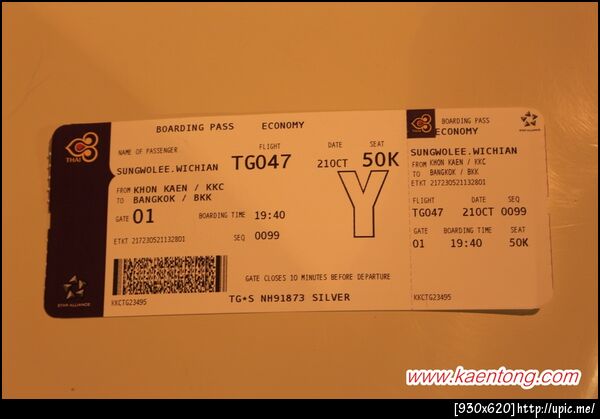 BOARDING PASS ECONOMY
THAI
NAME OF PASSENGER
SUNGWOLEE.WICHIAN
FLIGHT
TG047
DATE
21OCT
SEAT
50K
FROM KHON KAEN / KKC
TO BANGKOK / BKK
GATE 01 BOARDING TIME 19:40
ETKT 217230521132801 SEQ 0099
Y
GATE CLOSES 10 MINUTES BEFORE DEPARTURE
STAR ALLIANCE
KKCTG23495
TG*S NH91873 SILVER
BOARDING PASS
ECONOMY
STAR ALLIANCE
SUNGWOLEE.WICHIAN
FROM KHON KAEN / KKC
TO BANGKOK / BKK
ETKT 217230521132801
FLIGHT DATE SEQ
TG047 21OCT 0099
GATE BOARDING SEAT
01 19:40 50K
KKCTG23495
www.kaentong.com
[930x620]http://upic.me/